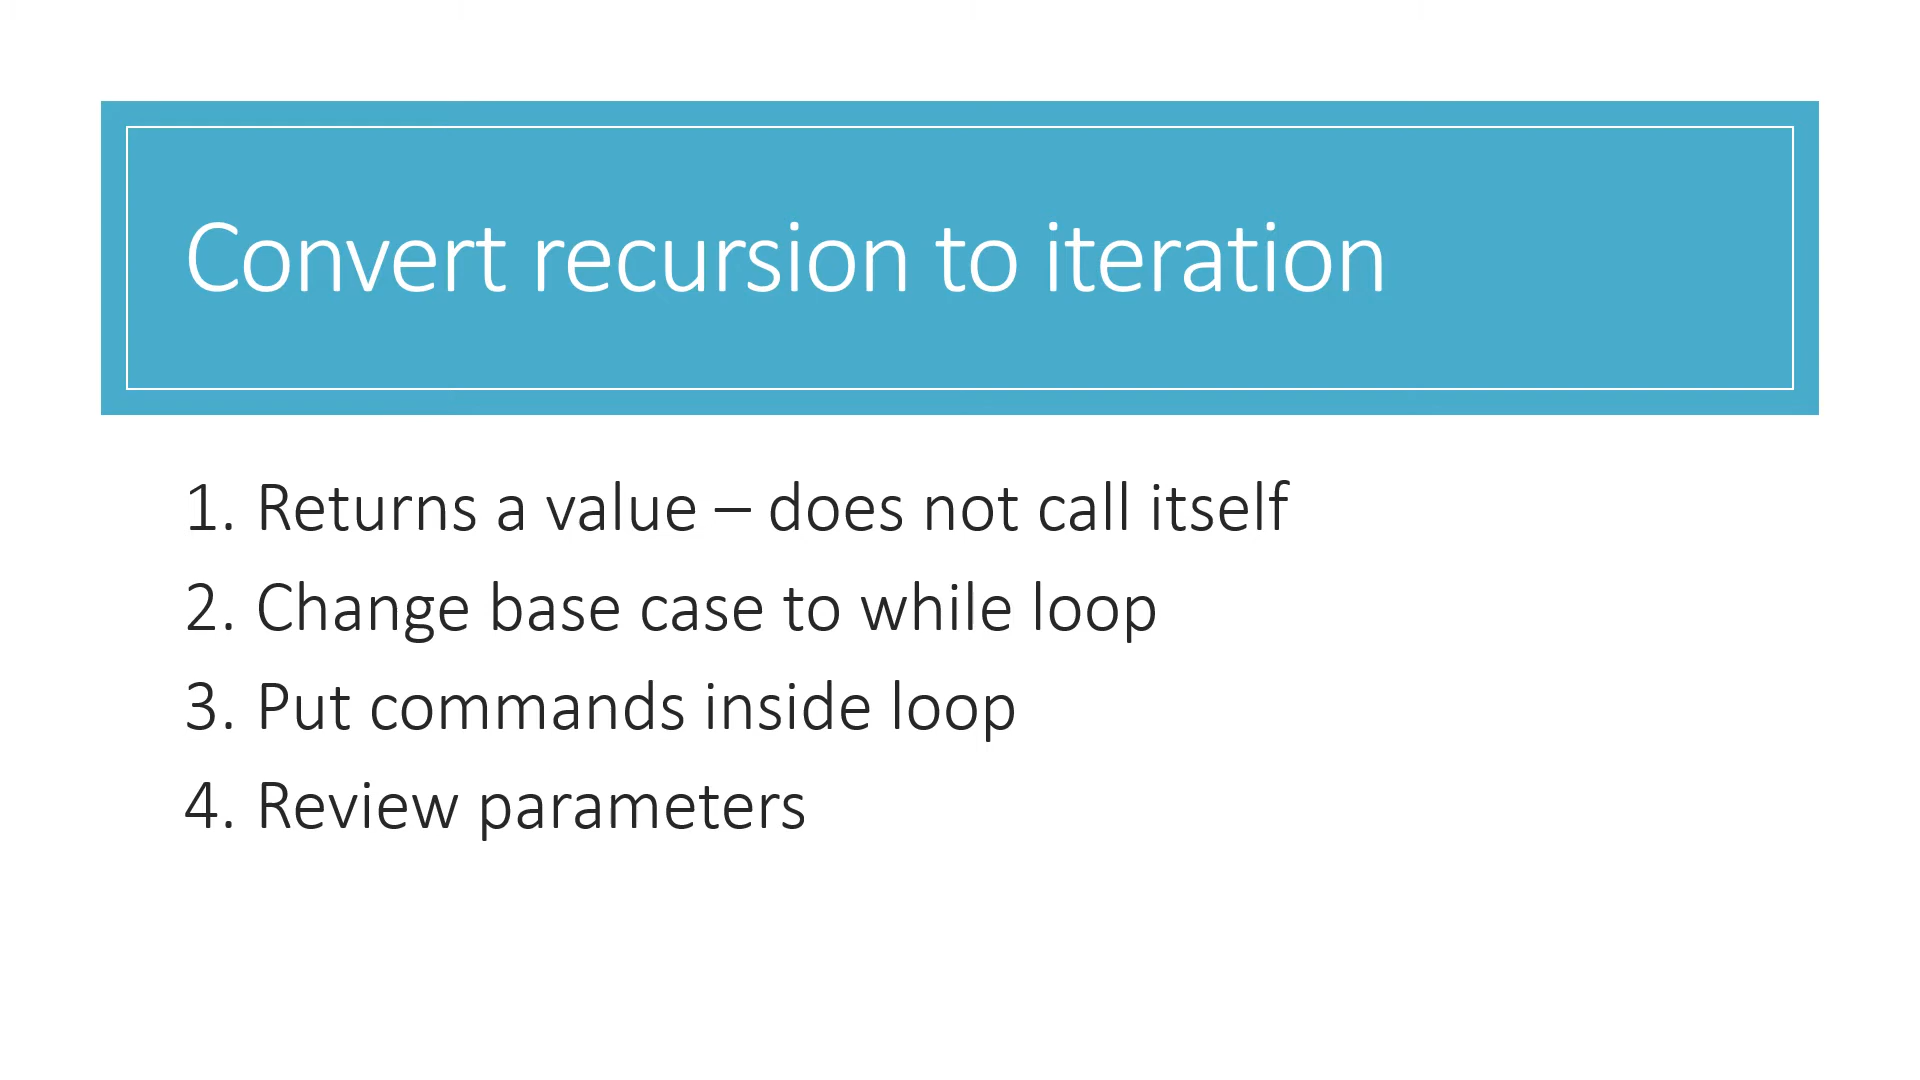 Convert recursion to iteration
1. Returns a value – does not call itself
2. Change base case to while loop
3. Put commands inside loop
4. Review parameters